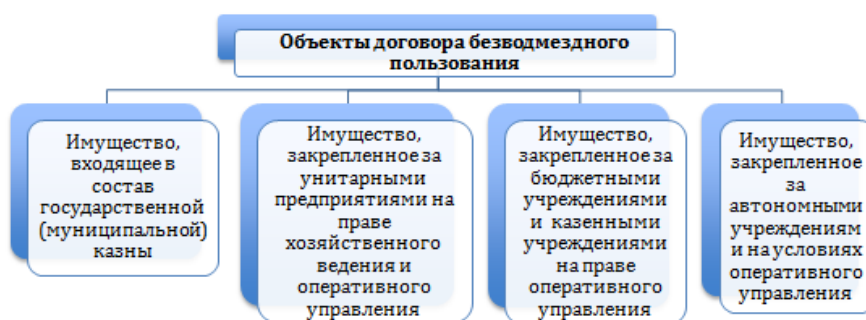 Объекты договора безводмездного
пользования
Имущество,
входящее в
состав
государственной
(муниципальной)
казны
Имущество,
закрепленное за
унитарными
предприятиями на
праве
хозяйственного
ведения и
оперативного
управления
Имущество,
закрепленное за
бюджетными
учреждениями
и казенными
учреждениями
на праве
оперативного
управления
Имущество,
закрепленное
за
автономными
учреждениям
и на условиях
оперативного
управления